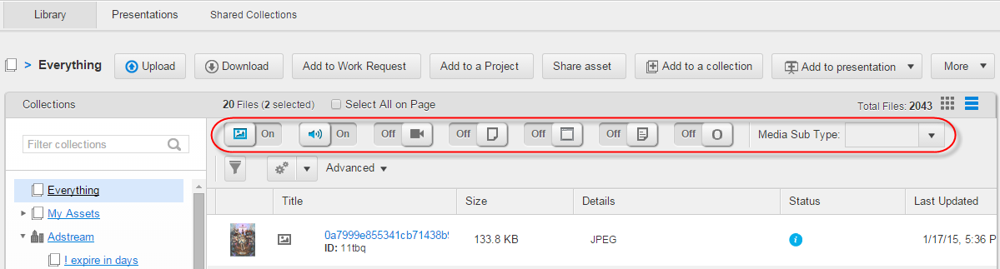 Library Presentations Shared Collections
> Everything Upload Download Add to Work Request Add to a Project Share asset Add to a collection Add to presentation More
Collections 20 Files (2 selected) Select All on Page Total Files: 2043
On On Off Off Off Off Off Media Sub Type:
Filter collections
Advanced
Everything
Title Size Details Status Last Updated
My Assets
Adstream
0a7999e855341cb71438b9
133.8 KB JPEG 1/17/15, 5:36 P
ID: 11tbq
! expire in days